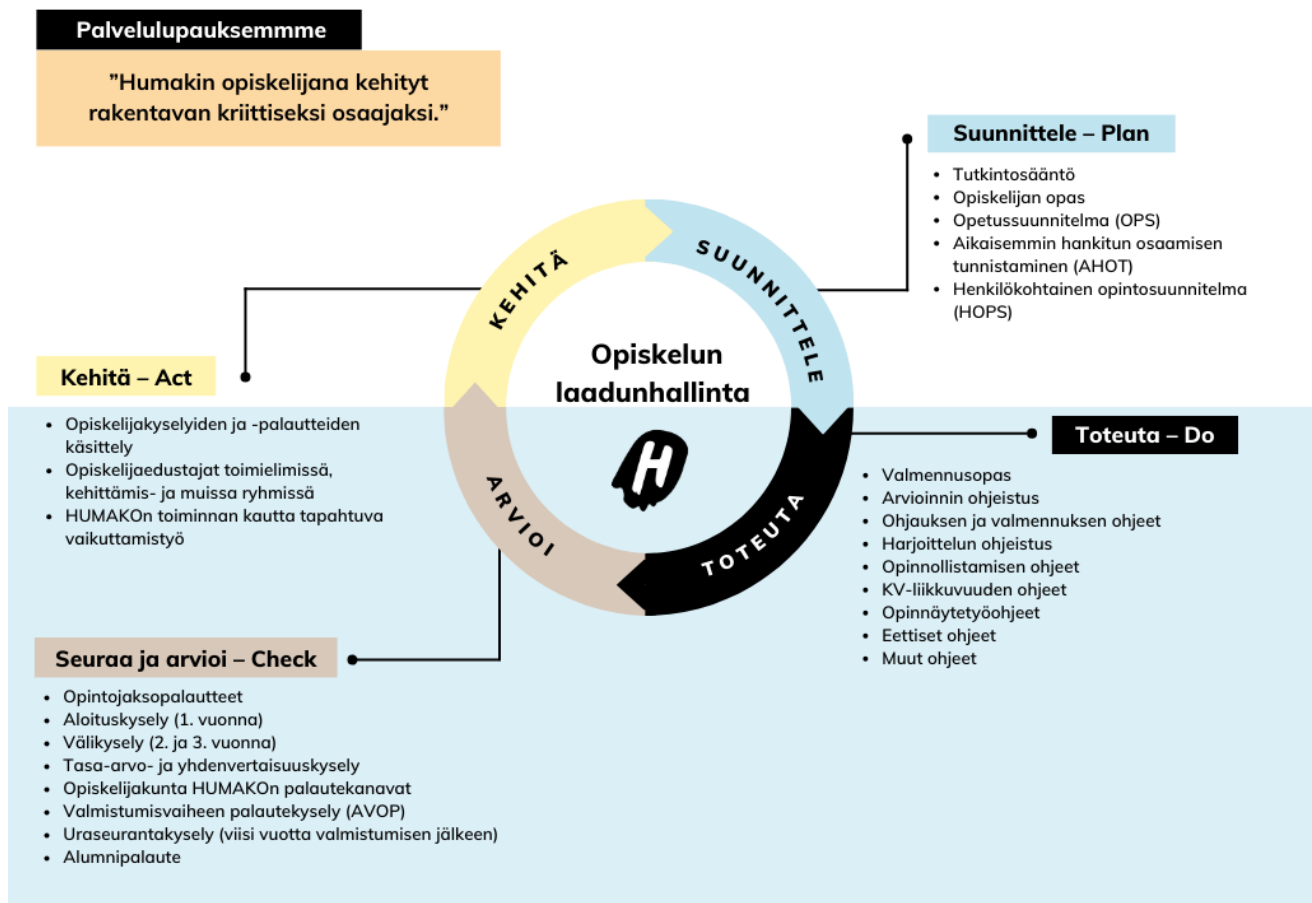 Palvelulupauksemmme
”Humakin opiskelijana kehityt
rakentavan kriittiseksi osaajaksi.”
Suunnittele – Plan
• Tutkintosääntö
• Opiskelijan opas
• Opetussuunnitelma (OPS)
• Aikaisemmin hankitun osaamisen
tunnistaminen (AHOT)
• Henkilökohtainen opintosuunnitelma
(HOPS)
KEHITÄ
SUUNNITTELE
Opiskelun
laadunhallinta
H
ARVIOI
TOTEUTA
Kehitä – Act
• Opiskelijakyselyiden ja -palautteiden
käsittely
• Opiskelijaedustajat toimielimissä,
kehittämis- ja muissa ryhmissä
• HUMAKOn toiminnan kautta tapahtuva
vaikuttamistyö
Toteuta – Do
• Valmennusopas
• Arvioinnin ohjeistus
• Ohjauksen ja valmennuksen ohjeet
• Harjoittelun ohjeistus
• Opinnollistamisen ohjeet
• KV-liikkuvuuden ohjeet
• Opinnäytetyöohjeet
• Eettiset ohjeet
• Muut ohjeet
Seuraa ja arvioi – Check
• Opintojaksopalautteet
• Aloituskysely (1. vuonna)
• Välikysely (2. ja 3. vuonna)
• Tasa-arvo- ja yhdenvertaisuuskysely
• Opiskelijakunta HUMAKOn palautekanavat
• Valmistumisvaiheen palautekysely (AVOP)
• Uraseurantakysely (viisi vuotta valmistumisen jälkeen)
• Alumnipalaute